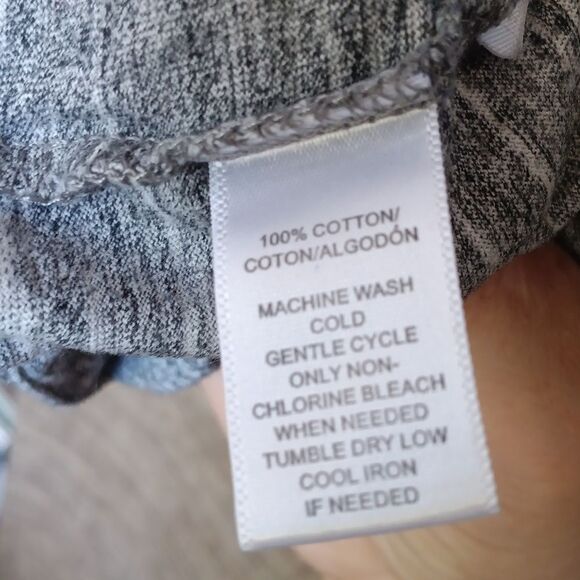 100% COTTON/
COTON/ALGODÓN
MACHINE WASH
COLD
GENTLE CYCLE
ONLY NON-
CHLORINE BLEACH
WHEN NEEDED
TUMBLE DRY LOW
COOL IRON
IF NEEDED